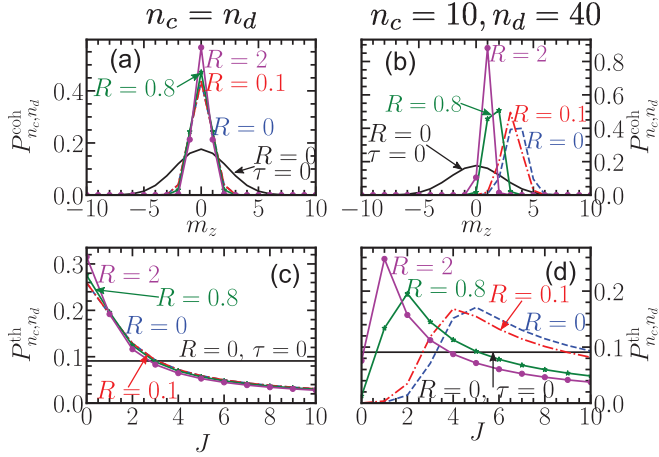 n_c = n_d
n_c = 10, n_d = 40
(a)
R = 2
R = 0.8
R = 0.1
R = 0
R = 0
τ = 0
P^coh_{n_c, n_d}
0.4
0.2
0.0
−10 −5 0 5 10
m_z
(b)
R = 2
R = 0.8
R = 0.1
R = 0
R = 0
τ = 0
0.8
0.6
0.4
0.2
0.0
P^coh_{n_c, n_d}
−10 −5 0 5 10
m_z
(c)
R = 2
R = 0.8
R = 0
R = 0, τ = 0
R = 0.1
P^th_{n_c, n_d}
0.3
0.2
0.1
0.0
0 2 4 6 8 10
J
(d)
R = 2
R = 0.1
R = 0.8
R = 0
R = 0, τ = 0
0.2
0.1
0.0
P^th_{n_c, n_d}
0 2 4 6 8 10
J